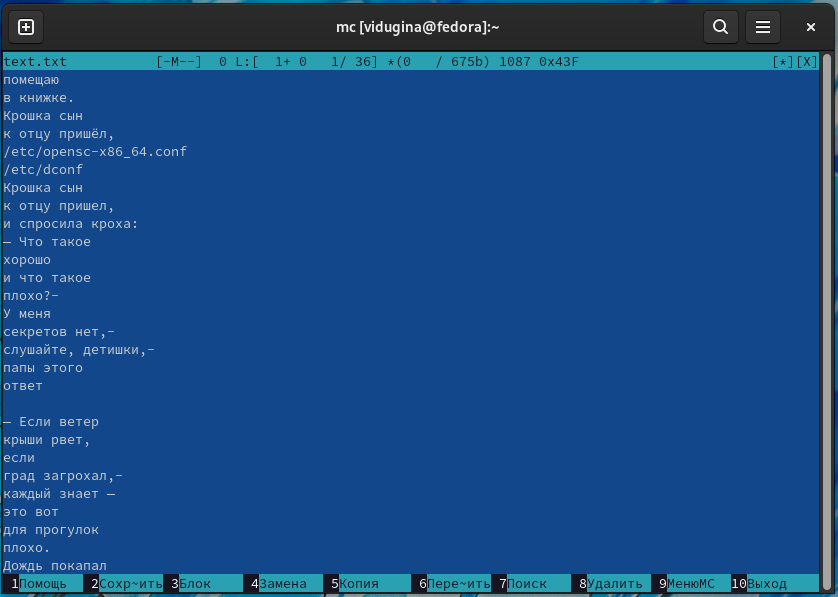 mc [vidugina@fedora]:~
text.txt [-M--] 0 L:[ 1+ 0 1/ 36] *(0 / 675b) 1087 0x43F [*][X]
помещаю
в книжке.
Крошка сын
к отцу пришёл,
/etc/opensc-x86_64.conf
/etc/dconf
Крошка сын
к отцу пришел,
и спросила кроха:
— Что такое
хорошо
и что такое
плохо?-
У меня
секретов нет,-
слушайте, детишки,-
папы этого
ответ
— Если ветер
крыши рвет,
если
град загрохал,-
каждый знает —
это вот
для прогулок
плохо.
Дождь покапал
1Помощь 2Сохр~ить 3Блок 4Замена 5Копия 6Пере~ить 7Поиск 8Удалить 9МенюМС 10Выход